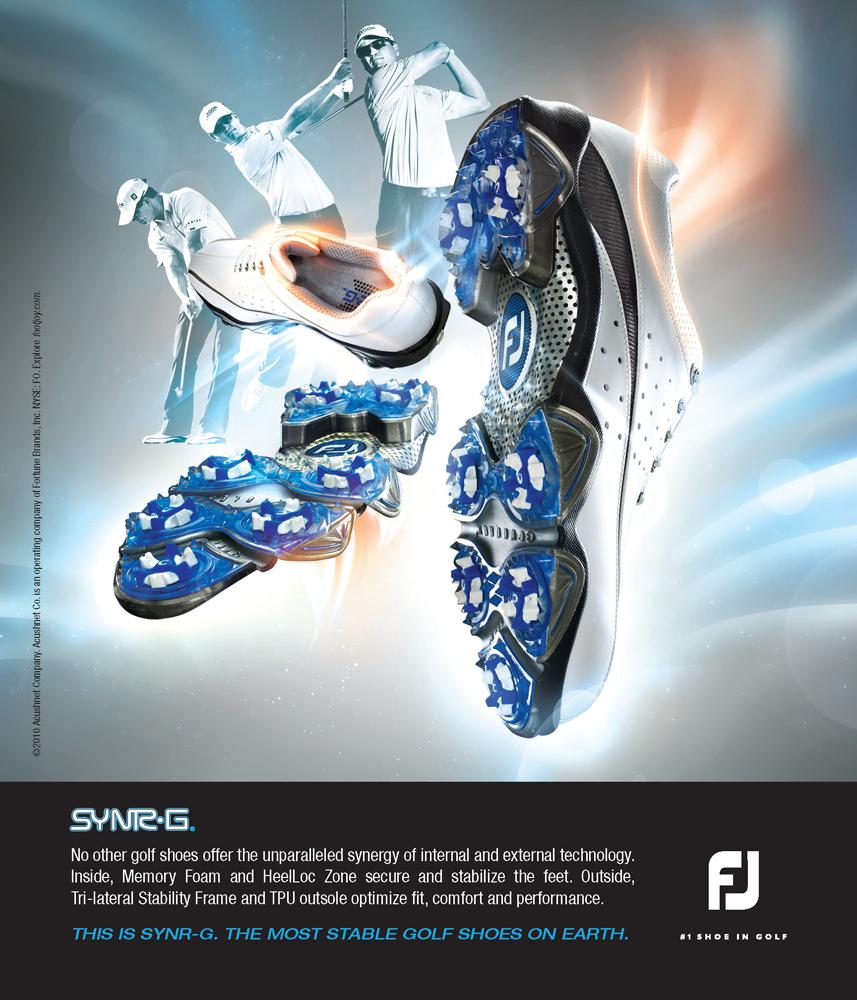 ©2010 Acushnet Company. Acushnet Co. is an operating company of Fortune Brands, Inc. NYSE: FO. Explore footjoy.com.
FJ
FJ
SYNR•G.
No other golf shoes offer the unparalleled synergy of internal and external technology.
Inside, Memory Foam and HeelLoc Zone secure and stabilize the feet. Outside,
Tri-lateral Stability Frame and TPU outsole optimize fit, comfort and performance.
THIS IS SYNR-G. THE MOST STABLE GOLF SHOES ON EARTH.
FJ
#1 SHOE IN GOLF